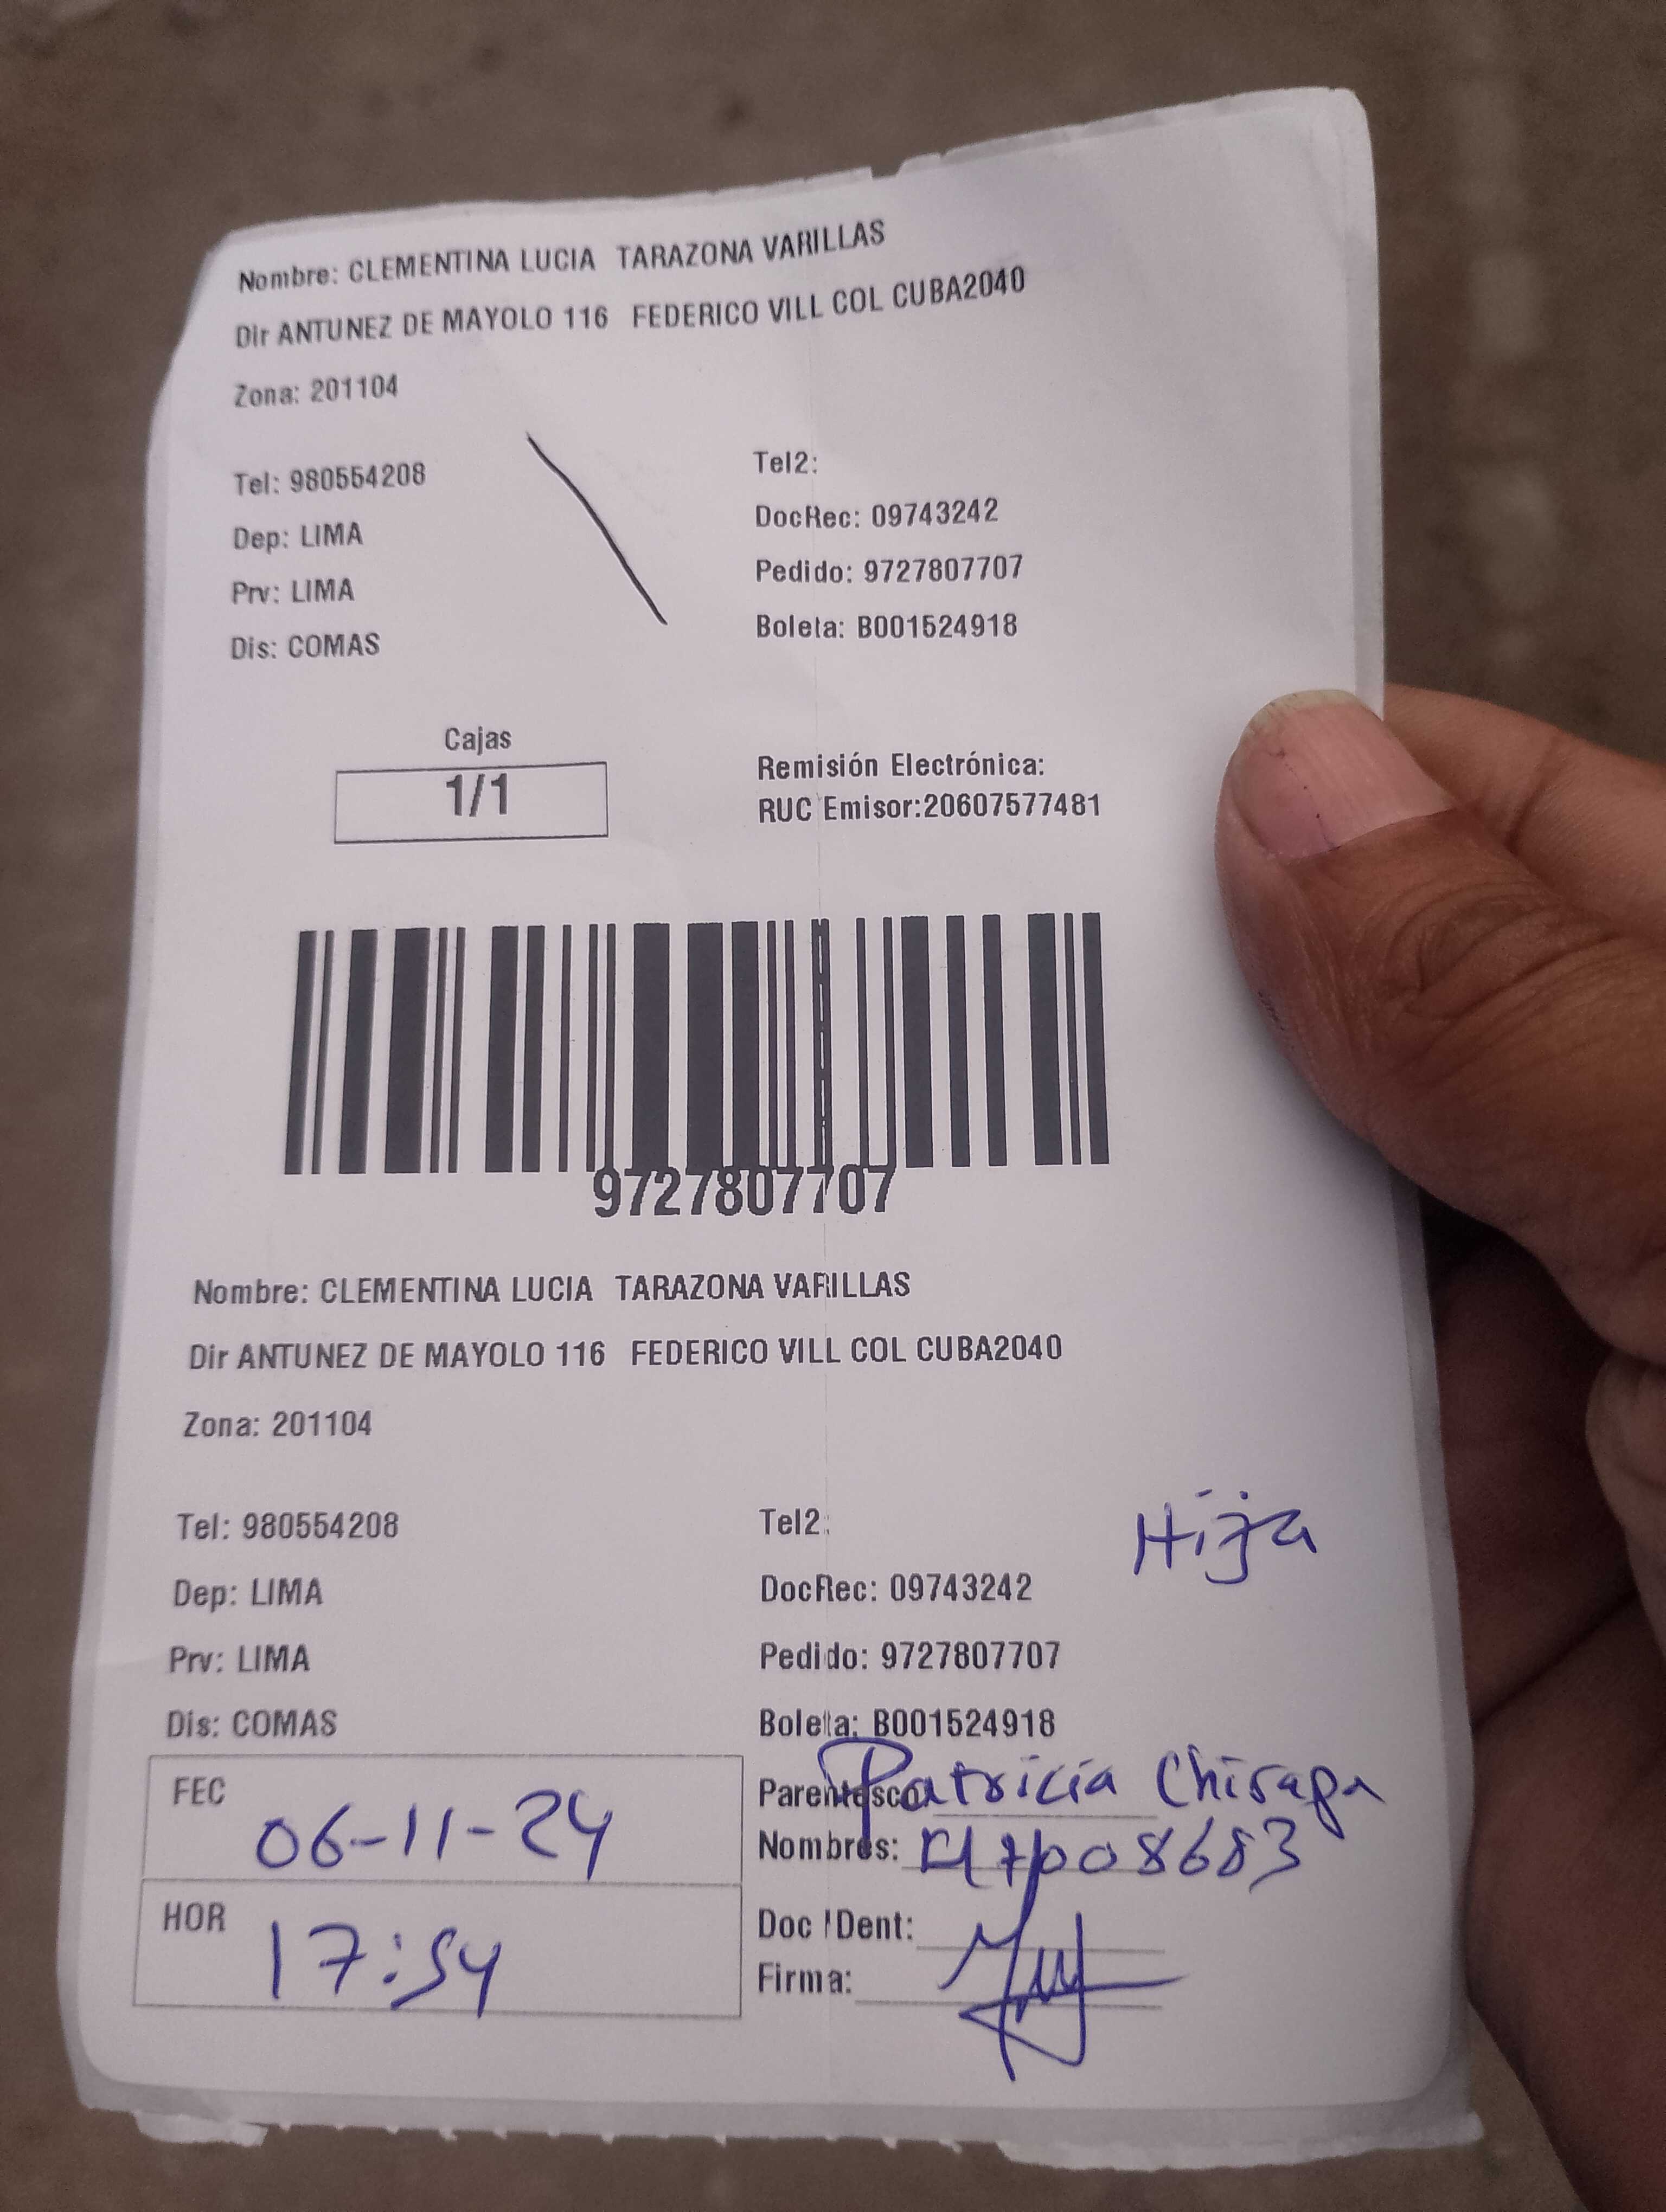 Nombre: CLEMENTINA LUCIA TARAZONA VARILLAS
Dir ANTUNEZ DE MAYOLO 116 FEDERICO VILL COL CUBA2040
Zona: 201104
Tel: 980554208
Tel2:
Dep: LIMA
DocRec: 09743242
Prv: LIMA
Pedido: 9727807707
Dis: COMAS
Boleta: B001524918
Cajas
1/1
Remisión Electrónica:
RUC Emisor:20607577481
9727807707
Nombre: CLEMENTINA LUCIA TARAZONA VARILLAS
Dir ANTUNEZ DE MAYOLO 116 FEDERICO VILL COL CUBA2040
Zona: 201104
Tel: 980554208
Tel2:
Hija
Dep: LIMA
DocRec: 09743242
Prv: LIMA
Pedido: 9727807707
Dis: COMAS
Boleta: B001524918
FEC 06-11-24
Parentesco: Patricia Chirapa
Nombres:
HOR 17:54
Doc IDent:
Firma: